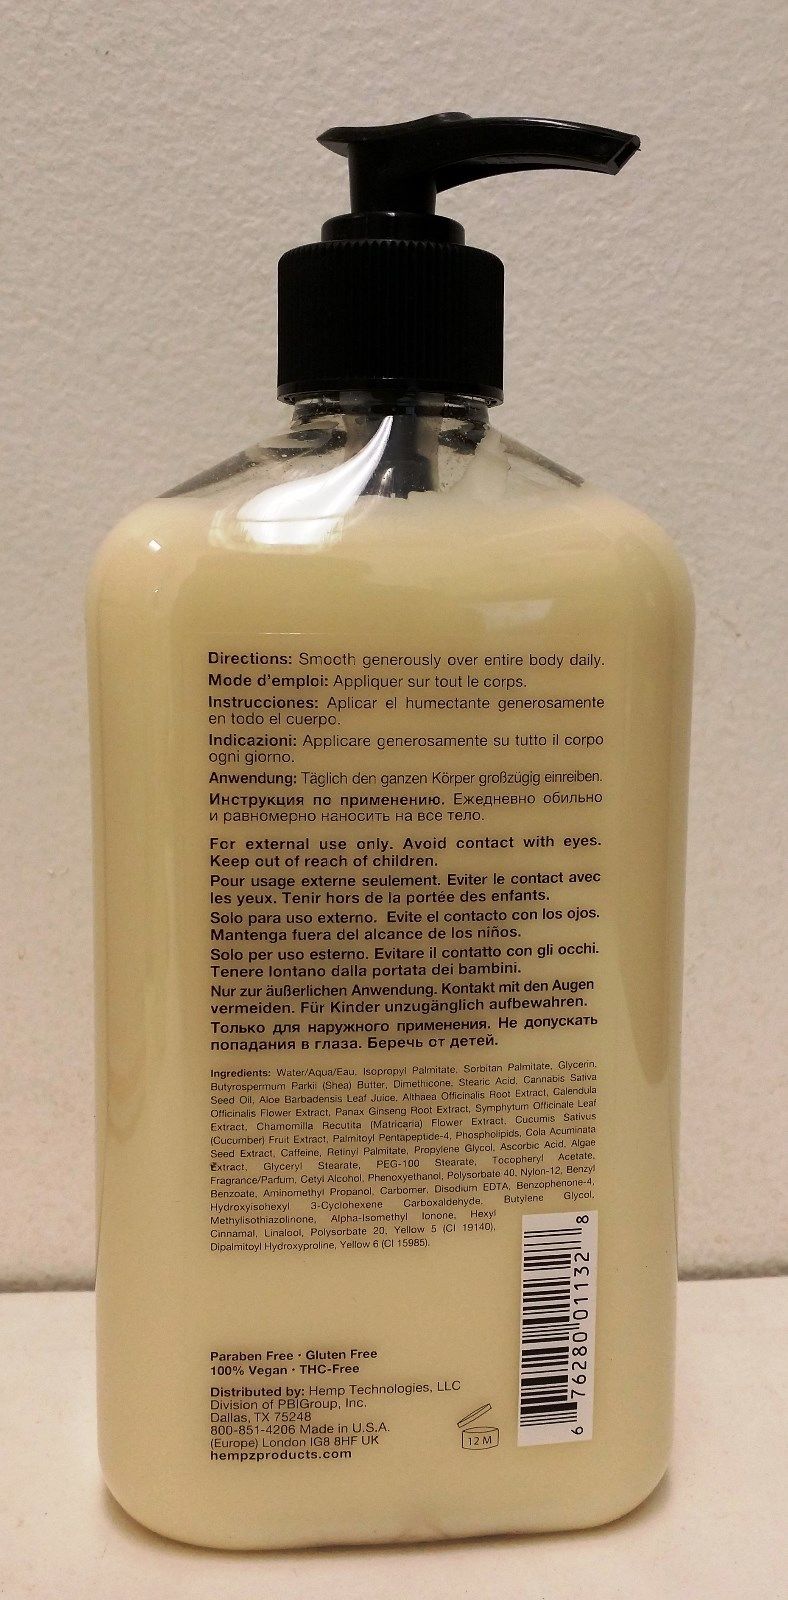 Directions: Smooth generously over entire body daily.
Mode d'emploi: Appliquer sur tout le corps.
Instrucciones: Aplicar el humectante generosamente
en todo el cuerpo.
Indicazioni: Applicare generosamente su tutto il corpo
ogni giorno.
Anwendung: Täglich den ganzen Körper großzügig einreiben.
Инструкция по применению. Ежедневно обильно
и равномерно наносить на все тело.
For external use only. Avoid contact with eyes.
Keep out of reach of children.
Pour usage externe seulement. Eviter le contact avec
les yeux. Tenir hors de la portée des enfants.
Solo para uso externo. Evite el contacto con los ojos.
Mantenga fuera del alcance de los niños.
Solo per uso esterno. Evitare il contatto con gli occhi.
Tenere lontano dalla portata dei bambini.
Nur zur äußerlichen Anwendung. Kontakt mit den Augen
vermeiden. Für Kinder unzugänglich aufbewahren.
Только для наружного применения. Не допускать
попадания в глаза. Беречь от детей.
Ingredients: Water/Aqua/Eau, Isopropyl Palmitate, Sorbitan Palmitate, Glycerin,
Butyrospermum Parkii (Shea) Butter, Dimethicone, Stearic Acid, Cannabis Sativa
Seed Oil, Aloe Barbadensis Leaf Juice, Althaea Officinalis Root Extract, Calendula
Officinalis Flower Extract, Panax Ginseng Root Extract, Symphytum Officinale Leaf
Extract, Chamomilla Recutita (Matricaria) Flower Extract, Cucumis Sativus
(Cucumber) Fruit Extract, Palmitoyl Pentapeptide-4, Phospholipids, Cola Acuminata
Seed Extract, Caffeine, Retinyl Palmitate, Propylene Glycol, Ascorbic Acid, Algae
Extract, Glyceryl Stearate, PEG-100 Stearate, Tocopheryl Acetate,
Fragrance/Parfum, Cetyl Alcohol, Phenoxyethanol, Polysorbate 40, Nylon-12, Benzyl
Benzoate, Aminomethyl Propanol, Carbomer, Disodium EDTA, Benzophenone-4,
Hydroxyisohexyl 3-Cyclohexene Carboxaldehyde, Butylene Glycol,
Methylisothiazolinone, Alpha-Isomethyl Ionone, Hexyl
Cinnamal, Linalool, Polysorbate 20, Yellow 5 (CI 19140),
Dipalmitoyl Hydroxyproline, Yellow 6 (CI 15985).
Paraben Free · Gluten Free
100% Vegan · THC-Free
Distributed by: Hemp Technologies, LLC
Division of PBIGroup, Inc.
Dallas, TX 75248
800-851-4206 Made in U.S.A.
(Europe) London IG8 8HF UK
hempzproducts.com
12 M
6 76280 01132 8